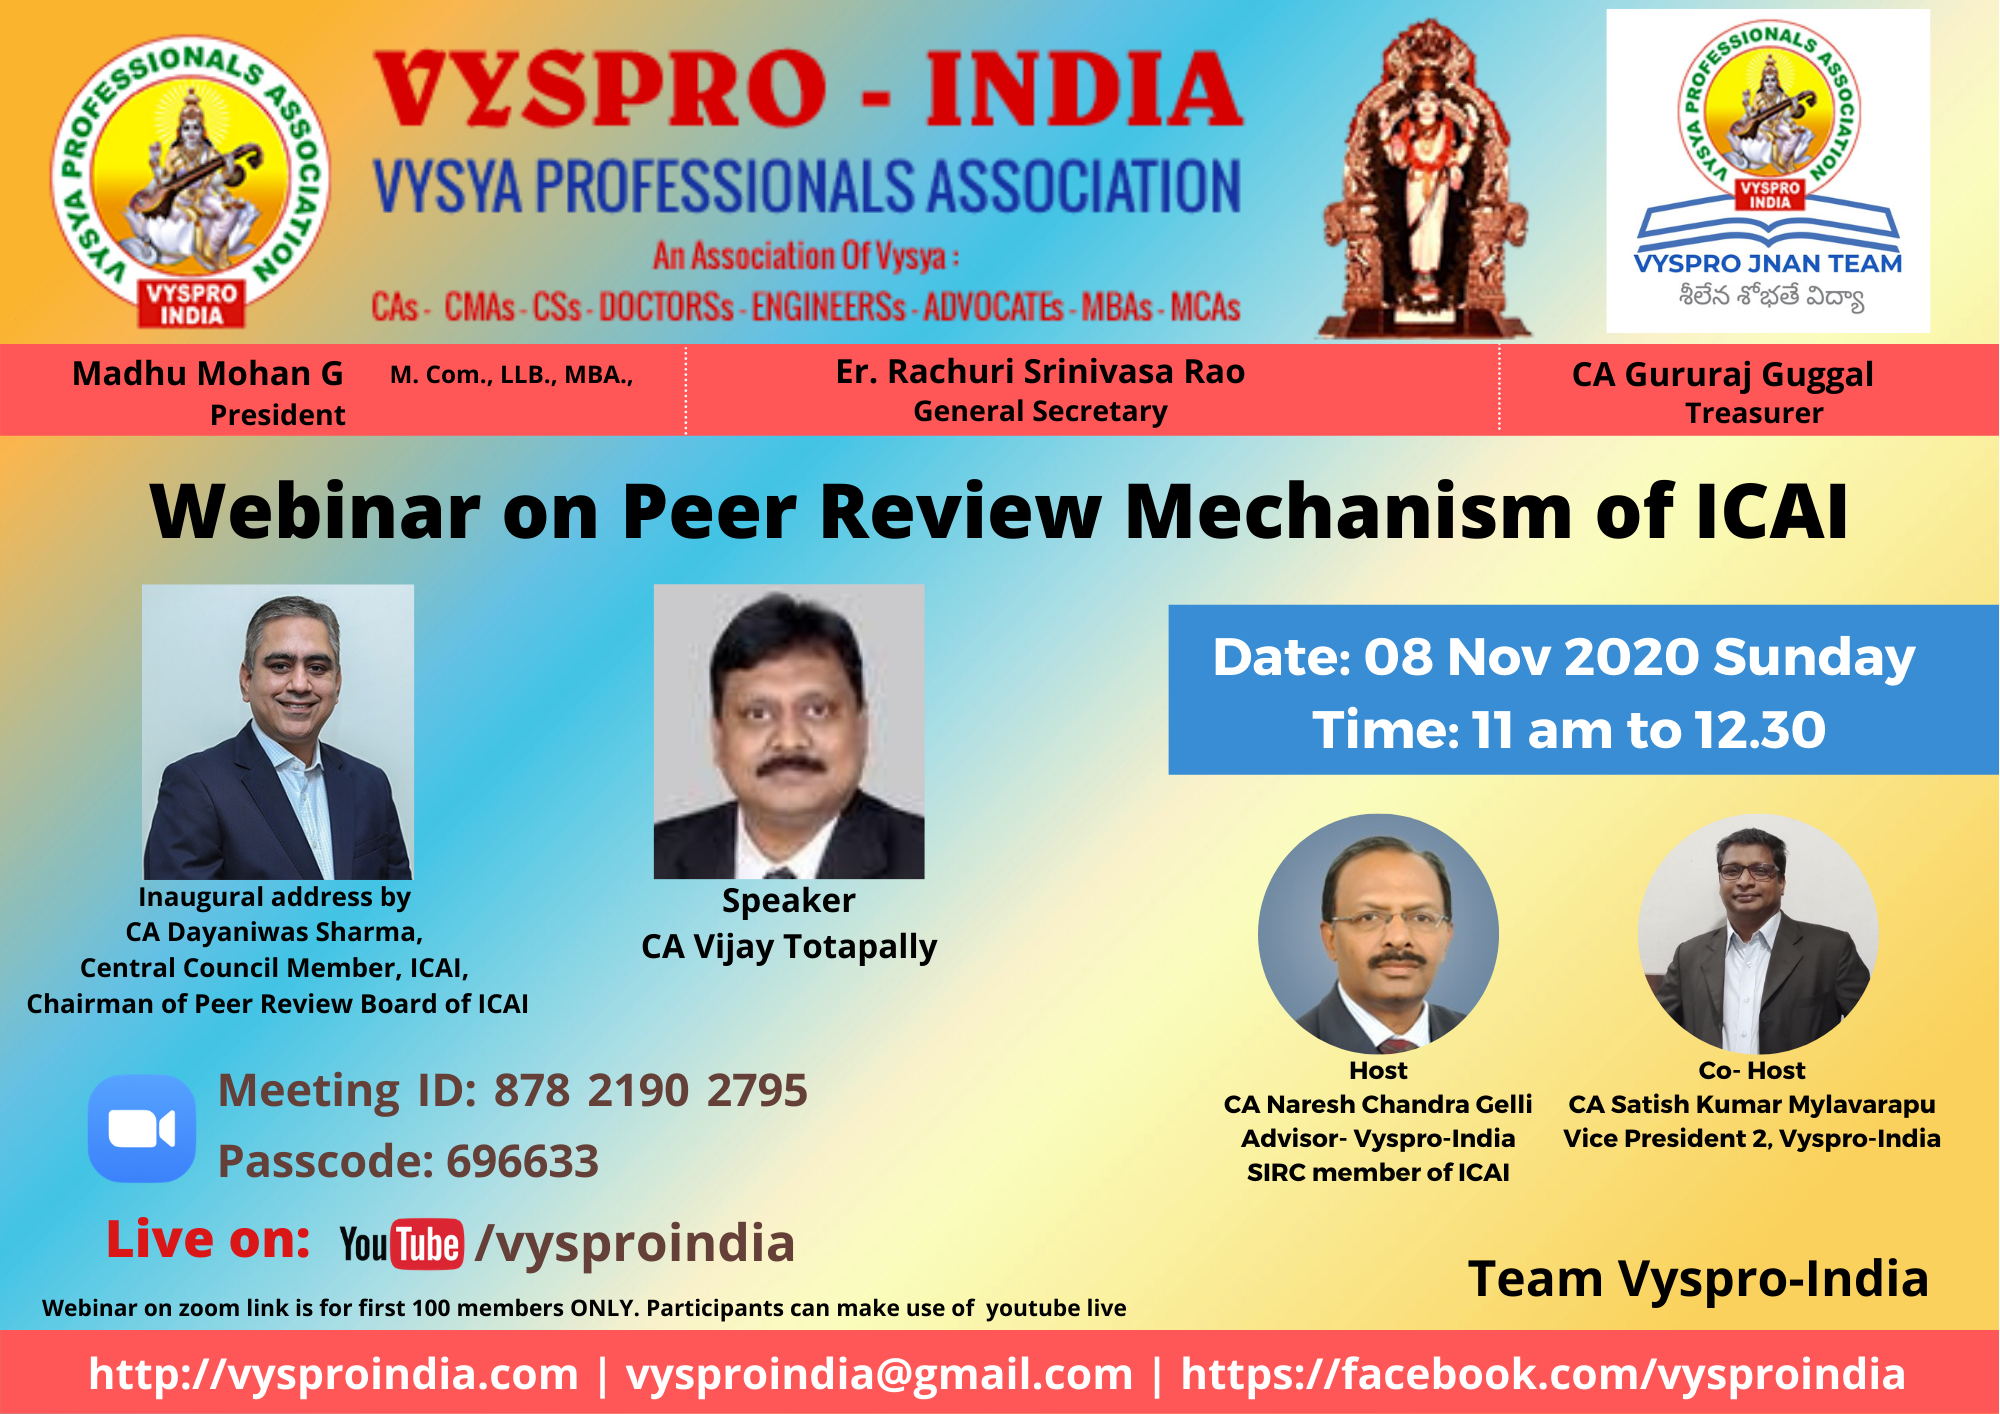 VYSYA PROFESSIONALS ASSOCIATION
VYSPRO
INDIA
VYSPRO - INDIA
VYSYA PROFESSIONALS ASSOCIATION
An Association Of Vysya :
CAs - CMAs - CSs - DOCTORSs - ENGINEERSs - ADVOCATEs - MBAs - MCAs
VYSYA PROFESSIONALS ASSOCIATION
VYSPRO
INDIA
VYSPRO JNAN TEAM
శీలేన శోభతే విద్యా
Madhu Mohan G M. Com., LLB., MBA.,
President
Er. Rachuri Srinivasa Rao
General Secretary
CA Gururaj Guggal
Treasurer
Webinar on Peer Review Mechanism of ICAI
Date: 08 Nov 2020 Sunday
Time: 11 am to 12.30
Inaugural address by
CA Dayaniwas Sharma,
Central Council Member, ICAI,
Chairman of Peer Review Board of ICAI
Speaker
CA Vijay Totapally
Host
CA Naresh Chandra Gelli
Advisor- Vyspro-India
SIRC member of ICAI
Co- Host
CA Satish Kumar Mylavarapu
Vice President 2, Vyspro-India
Meeting ID: 878 2190 2795
Passcode: 696633
Live on: YouTube /vysproindia
Team Vyspro-India
Webinar on zoom link is for first 100 members ONLY. Participants can make use of youtube live
http://vysproindia.com | vysproindia@gmail.com | https://facebook.com/vysproindia